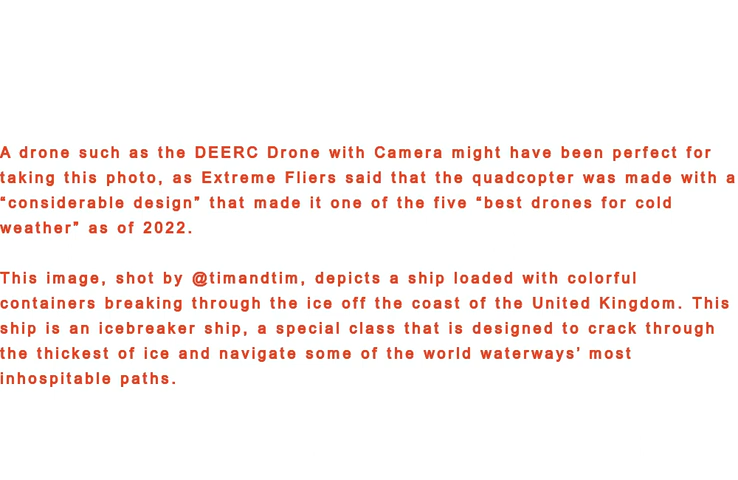 A drone such as the DEERC Drone with Camera might have been perfect for
taking this photo, as Extreme Fliers said that the quadcopter was made with a
“considerable design” that made it one of the five “best drones for cold
weather” as of 2022.
This image, shot by @timandtim, depicts a ship loaded with colorful
containers breaking through the ice off the coast of the United Kingdom. This
ship is an icebreaker ship, a special class that is designed to crack through
the thickest of ice and navigate some of the world waterways’ most
inhospitable paths.